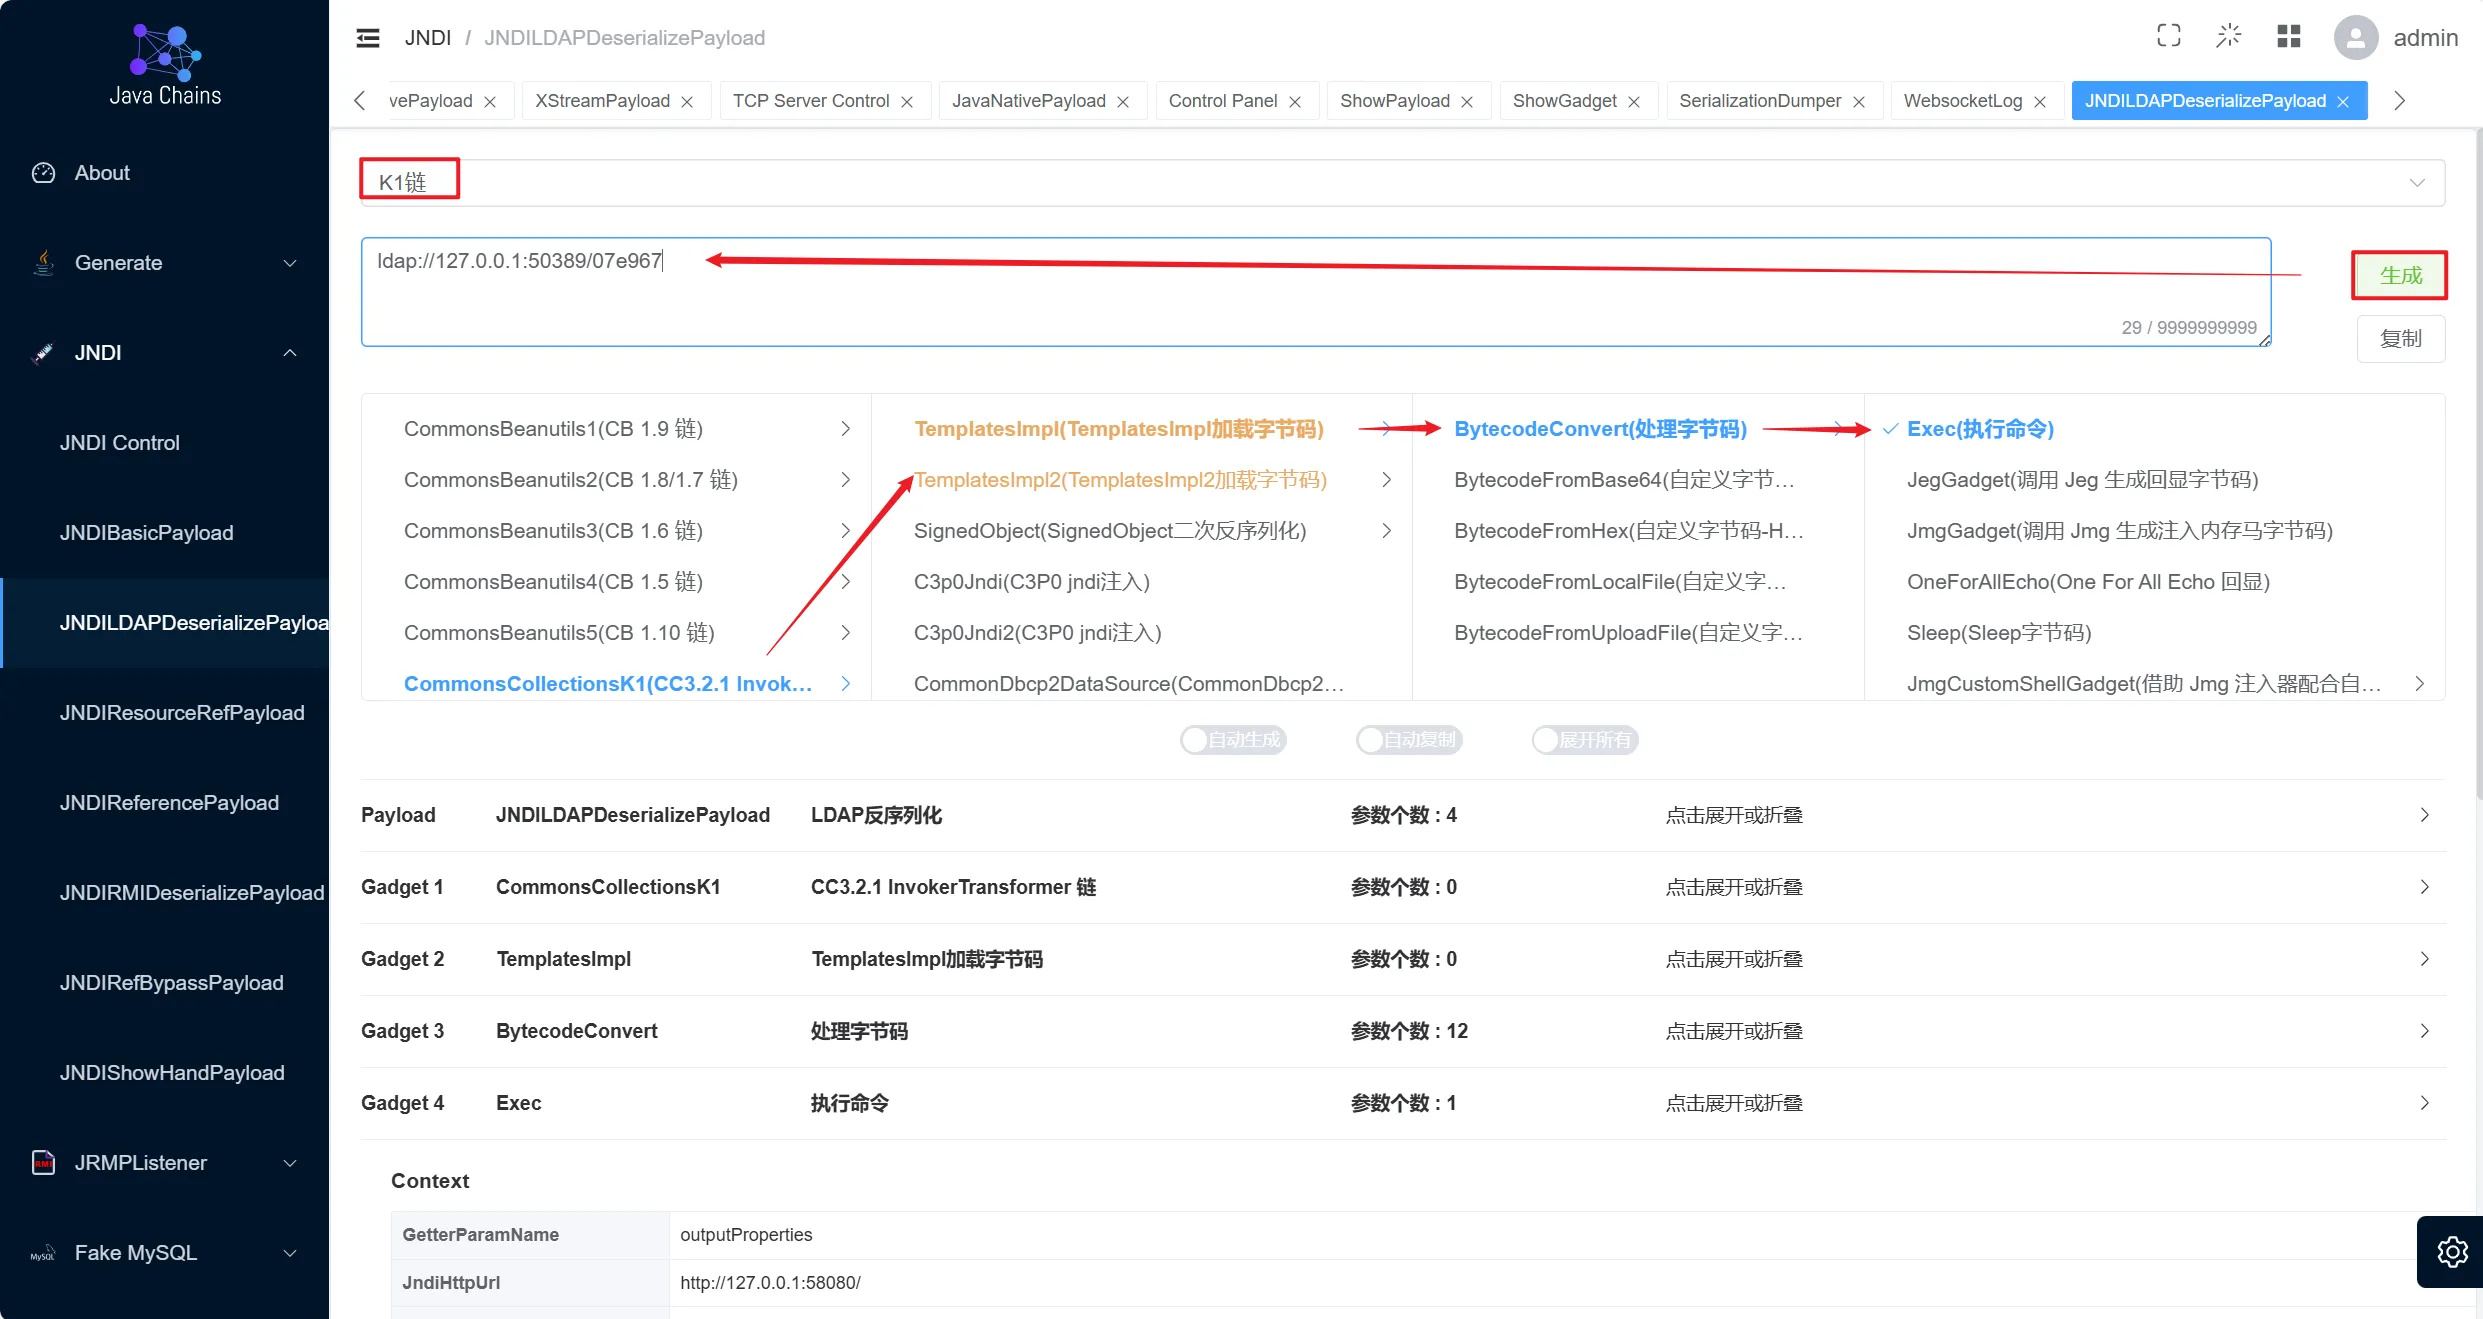 Java Chains
About
Generate
JNDI
JNDI Control
JNDIBasicPayload
JNDILDAPDeserializePayloa
JNDIResourceRefPayload
JNDIReferencePayload
JNDIRMIDeserializePayload
JNDIRefBypassPayload
JNDIShowHandPayload
JRMPListener
Fake MySQL
JNDI / JNDILDAPDeserializePayload
admin
vePayload XStreamPayload TCP Server Control JavaNativePayload Control Panel ShowPayload ShowGadget SerializationDumper WebsocketLog JNDILDAPDeserializePayload
K1链
ldap://127.0.0.1:50389/07e967
29 / 9999999999
生成
复制
CommonsBeanutils1(CB 1.9 链)
CommonsBeanutils2(CB 1.8/1.7 链)
CommonsBeanutils3(CB 1.6 链)
CommonsBeanutils4(CB 1.5 链)
CommonsBeanutils5(CB 1.10 链)
CommonsCollectionsK1(CC3.2.1 Invok...
TemplatesImpl(TemplatesImpl加载字节码)
TemplatesImpl2(TemplatesImpl2加载字节码)
SignedObject(SignedObject二次反序列化)
C3p0Jndi(C3P0 jndi注入)
C3p0Jndi2(C3P0 jndi注入)
CommonDbcp2DataSource(CommonDbcp2...
BytecodeConvert(处理字节码)
BytecodeFromBase64(自定义字节...
BytecodeFromHex(自定义字节码-H...
BytecodeFromLocalFile(自定义字...
BytecodeFromUploadFile(自定义字...
Exec(执行命令)
JegGadget(调用 Jeg 生成回显字节码)
JmgGadget(调用 Jmg 生成注入内存马字节码)
OneForAllEcho(One For All Echo 回显)
Sleep(Sleep字节码)
JmgCustomShellGadget(借助 Jmg 注入器配合自...
自动生成 自动复制 展开所有
Payload JNDILDAPDeserializePayload LDAP反序列化 参数个数 : 4 点击展开或折叠
Gadget 1 CommonsCollectionsK1 CC3.2.1 InvokerTransformer 链 参数个数 : 0 点击展开或折叠
Gadget 2 TemplatesImpl TemplatesImpl加载字节码 参数个数 : 0 点击展开或折叠
Gadget 3 BytecodeConvert 处理字节码 参数个数 : 12 点击展开或折叠
Gadget 4 Exec 执行命令 参数个数 : 1 点击展开或折叠
Context
GetterParamName outputProperties
JndiHttpUrl http://127.0.0.1:58080/